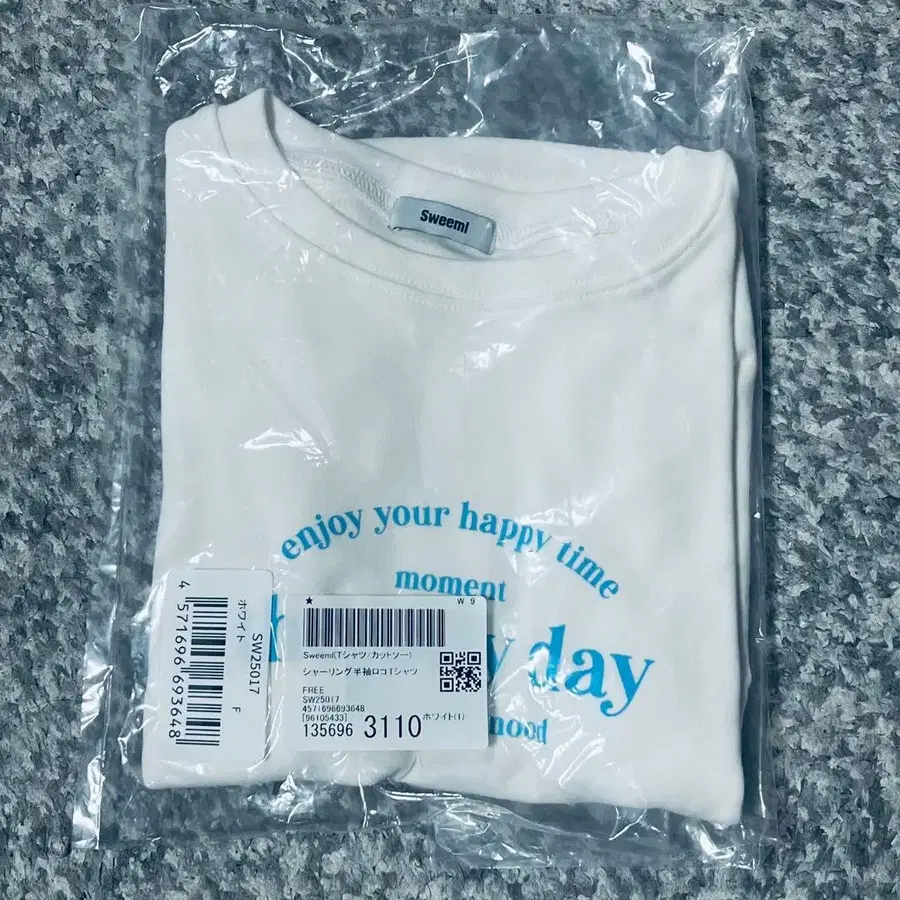 Sweeml
enjoy your happy time
moment
day
mood
ホワイト
SW25017 F
4 571696 693648
★ W 9
Sweeml(Tシャツ/カットソー)
シャーリング半袖ロゴTシャツ
FREE
SW25017
4571696693648
[96105433]
135696 3110 ホワイト(1)